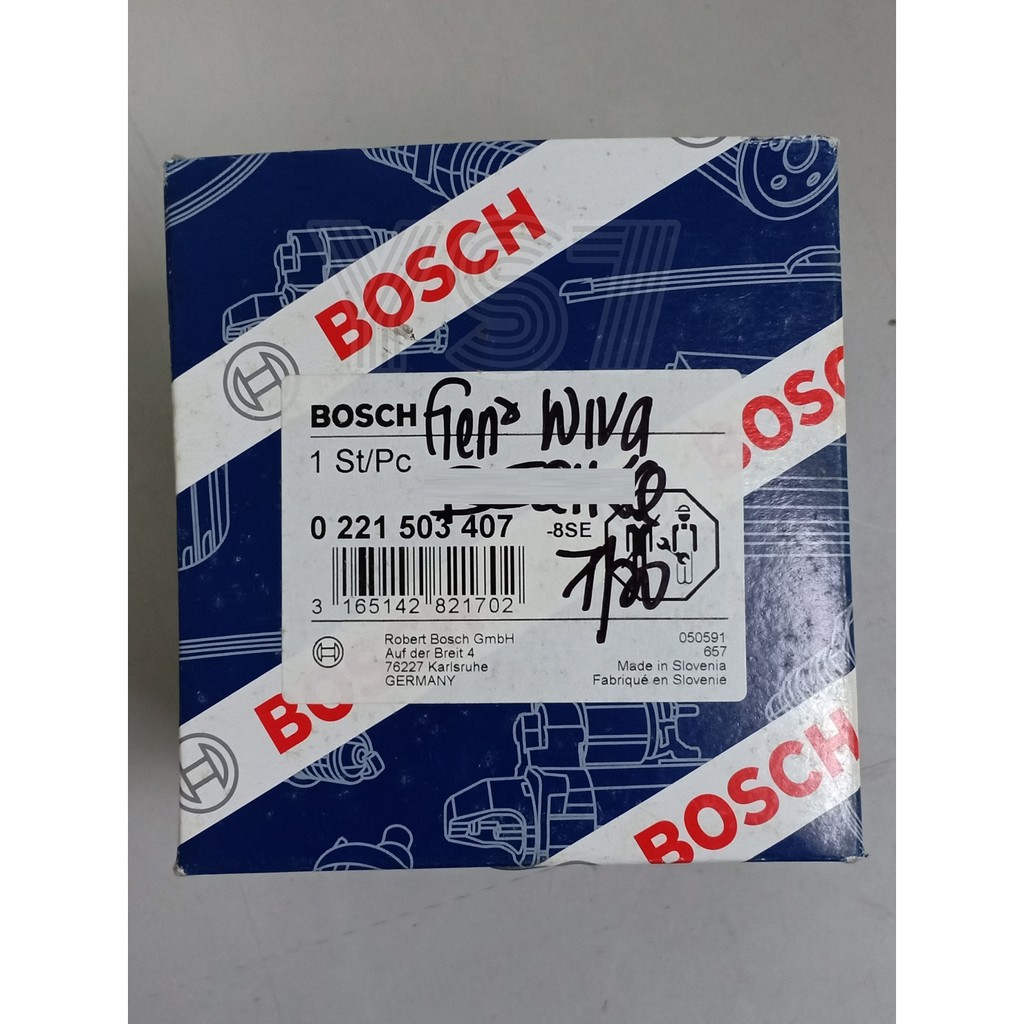 BOSCH
YS7
BOSCH
BOSCH
1 St/Pc
0 221 503 407 -8SE
3 165142 821702
Robert Bosch GmbH
Auf der Breit 4
76227 Karlsruhe
GERMANY
050591
657
Made in Slovenia
Fabriqué en Slovenie
BOSCH